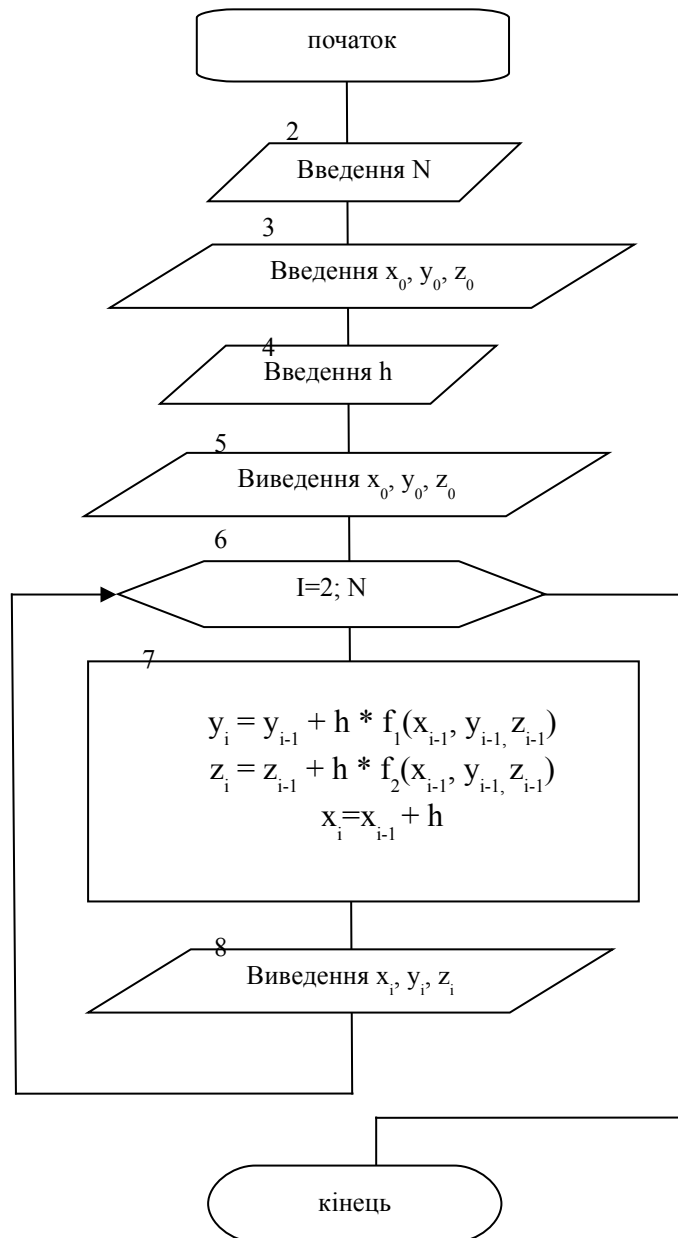 початок
2
Введення N
3
Введення x₀, y₀, z₀
4
Введення h
5
Виведення x₀, y₀, z₀
6
I=2; N
7
yᵢ = yᵢ₋₁ + h * f₁(xᵢ₋₁, yᵢ₋₁, zᵢ₋₁)
zᵢ = zᵢ₋₁ + h * f₂(xᵢ₋₁, yᵢ₋₁, zᵢ₋₁)
xᵢ=xᵢ₋₁ + h
8
Виведення xᵢ, yᵢ, zᵢ
кінець